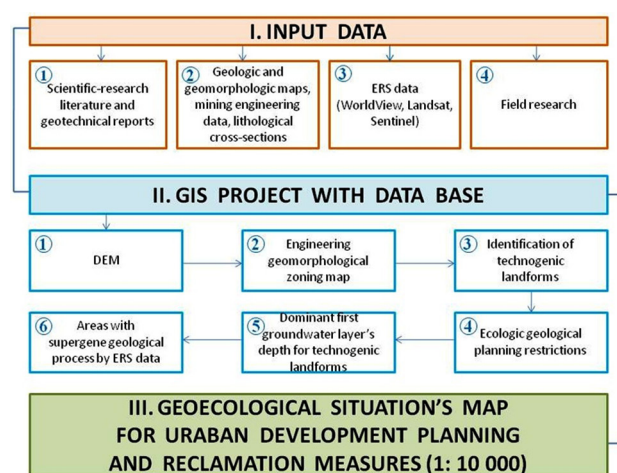 I. INPUT DATA
1
Scientific-research
literature and
geotechnical reports
2
Geologic and
geomorphologic maps,
mining engineering
data, lithological
cross-sections
3
ERS data
(WorldView, Landsat,
Sentinel)
4
Field research
II. GIS PROJECT WITH DATA BASE
1
DEM
2
Engineering
geomorphological
zoning map
3
Identification of
technogenic
landforms
6
Areas with
supergene geological
process by ERS data
5
Dominant first
groundwater layer's
depth for technogenic
landforms
4
Ecologic geological
planning restrictions
III. GEOECOLOGICAL SITUATION'S MAP
FOR URABAN DEVELOPMENT PLANNING
AND RECLAMATION MEASURES (1: 10 000)